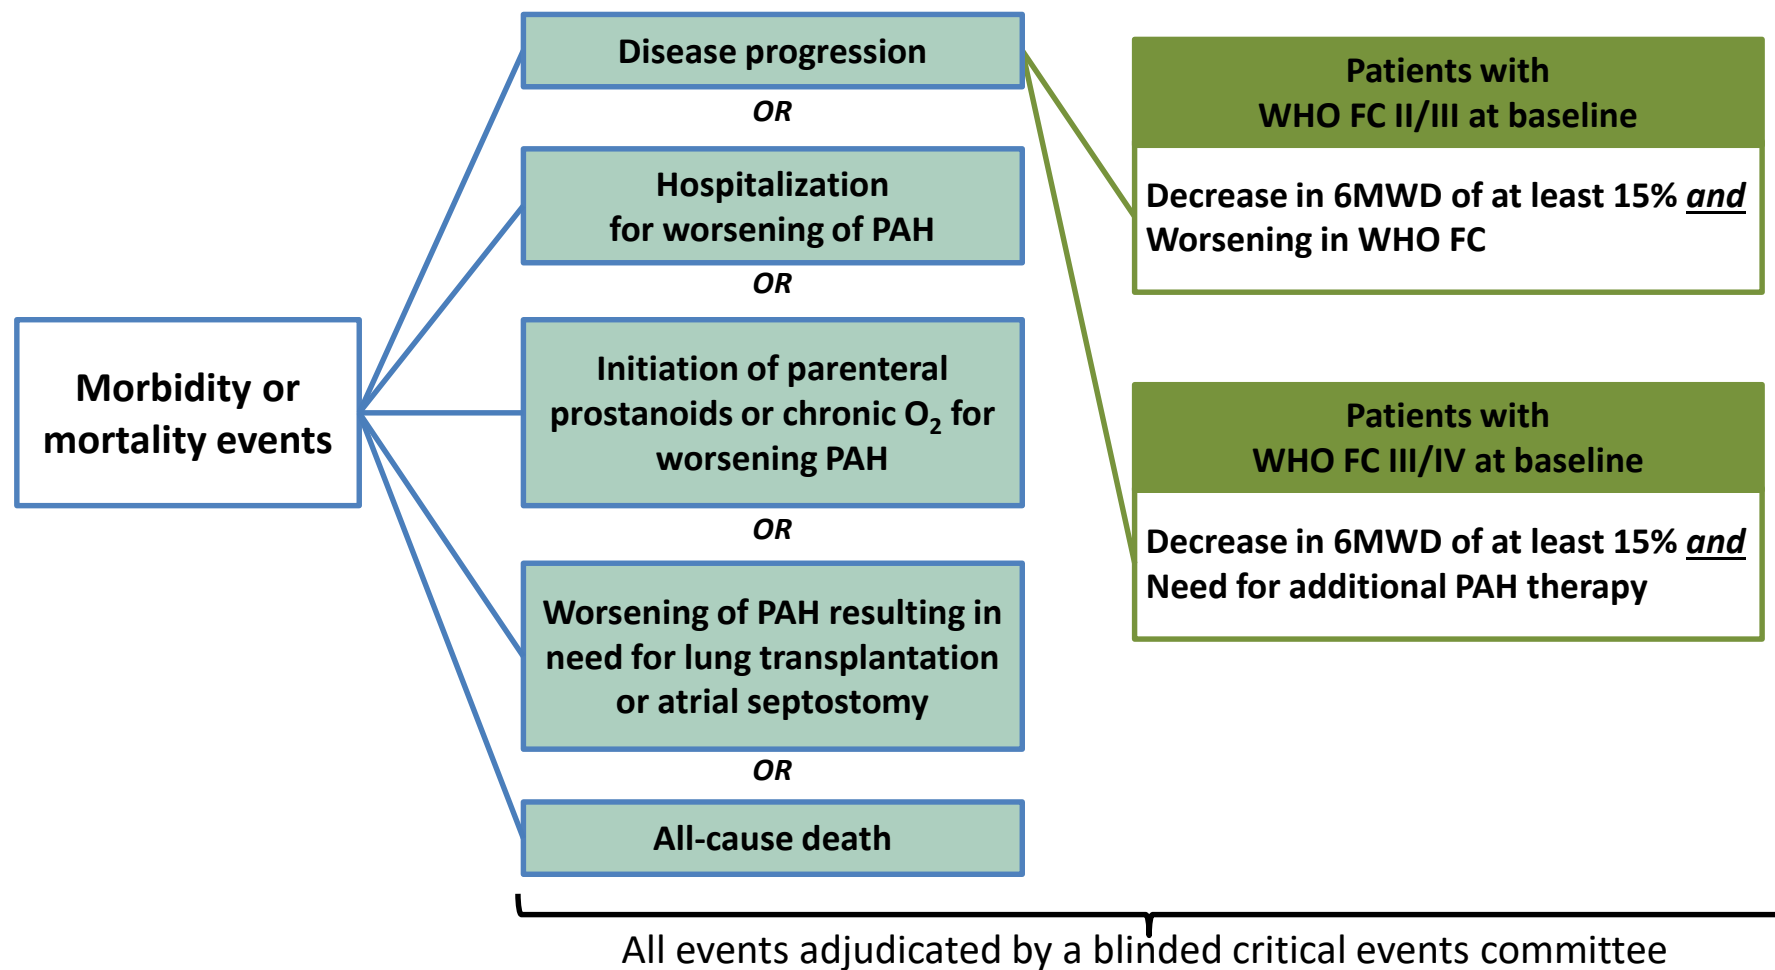 Morbidity or
mortality events
Disease progression
OR
Hospitalization
for worsening of PAH
OR
Initiation of parenteral
prostanoids or chronic O₂ for
worsening PAH
OR
Worsening of PAH resulting in
need for lung transplantation
or atrial septostomy
OR
All-cause death
Patients with
WHO FC II/III at baseline
Decrease in 6MWD of at least 15% and
Worsening in WHO FC
Patients with
WHO FC III/IV at baseline
Decrease in 6MWD of at least 15% and
Need for additional PAH therapy
All events adjudicated by a blinded critical events committee